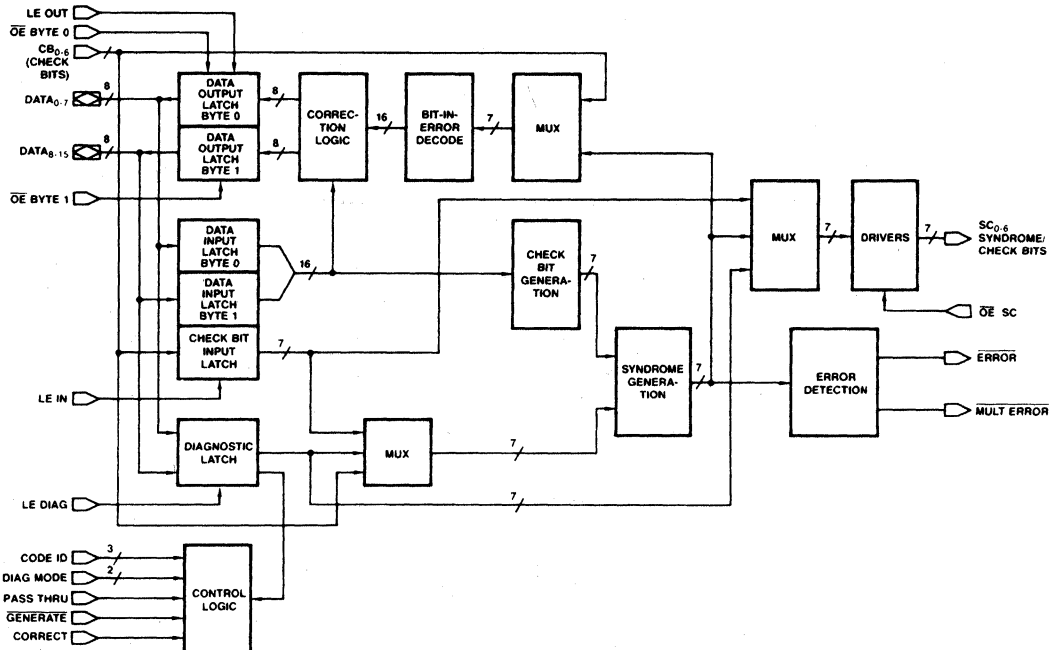 LE OUT
OE BYTE 0
CB0-6
(CHECK
BITS)
DATA0-7
8
DATA8-15
8
OE BYTE 1
DATA
OUTPUT
LATCH
BYTE 0
DATA
OUTPUT
LATCH
BYTE 1
8
8
CORREC-
TION
LOGIC
16
BIT-IN-
ERROR
DECODE
7
MUX
DATA
INPUT
LATCH
BYTE 0
DATA
INPUT
LATCH
BYTE 1
CHECK BIT
INPUT
LATCH
16
7
CHECK
BIT
GENERA-
TION
7
MUX
7
DRIVERS
7
SC0-6
SYNDROME/
CHECK BITS
OE SC
LE IN
SYNDROME
GENERA-
TION
7
ERROR
DETECTION
ERROR
MULT ERROR
DIAGNOSTIC
LATCH
MUX
7
7
LE DIAG
CODE ID
3
DIAG MODE
2
PASS THRU
GENERATE
CORRECT
CONTROL
LOGIC